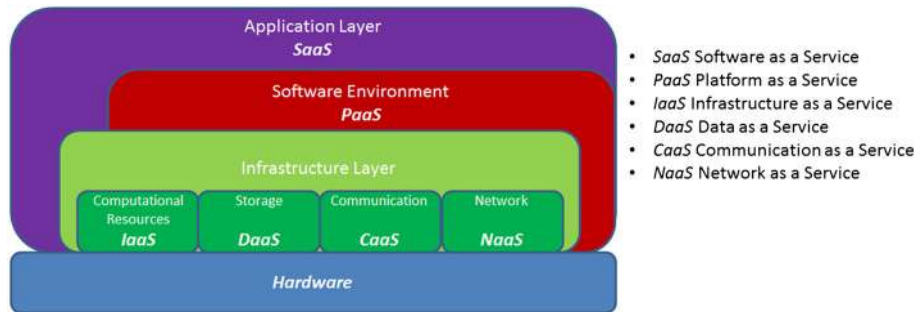 Application Layer
SaaS
Software Environment
PaaS
Infrastructure Layer
Computational Resources
IaaS
Storage
DaaS
Communication
CaaS
Network
NaaS
Hardware
• SaaS Software as a Service
• PaaS Platform as a Service
• IaaS Infrastructure as a Service
• DaaS Data as a Service
• CaaS Communication as a Service
• NaaS Network as a Service